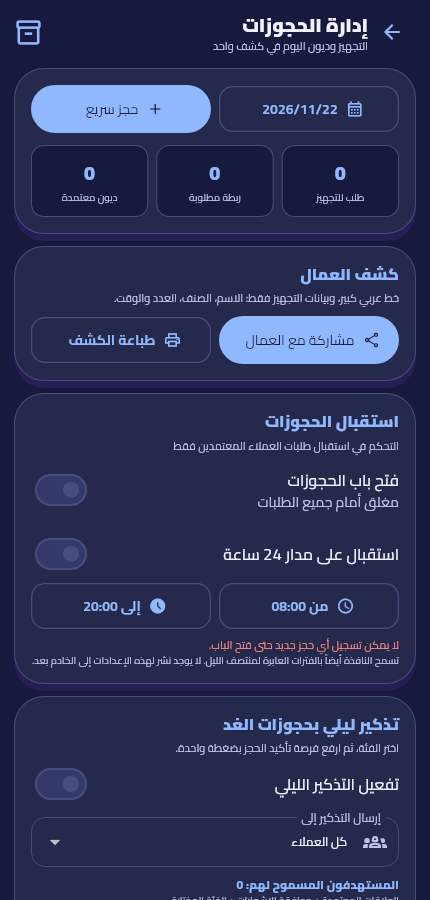 إدارة الحجوزات
التجهيز وديون اليوم في كشف واحد
2026/11/22
حجز سريع
0
طلب للتجهيز
0
ربطة مطلوبة
0
ديون معتمدة
كشف العمال
خط عربي كبير، وبيانات التجهيز فقط: الاسم، الصنف، العدد والوقت.
مشاركة مع العمال
طباعة الكشف
استقبال الحجوزات
التحكم في استقبال طلبات العملاء المعتمدين فقط
فتح باب الحجوزات
مغلق أمام جميع الطلبات
استقبال على مدار 24 ساعة
من 08:00
إلى 20:00
لا يمكن تسجيل أي حجز جديد حتى فتح الباب.
تسمح النافذة أيضاً بالفترات العابرة لمنتصف الليل. لا يوجد نشر لهذه الإعدادات إلى الخادم بعد.
تذكير ليلي بحجوزات الغد
اختر الفئة، ثم ارفع فرصة تأكيد الحجز بضغطة واحدة.
تفعيل التذكير الليلي
إرسال التذكير إلى
كل العملاء
المستهدفون المسموح لهم: 0